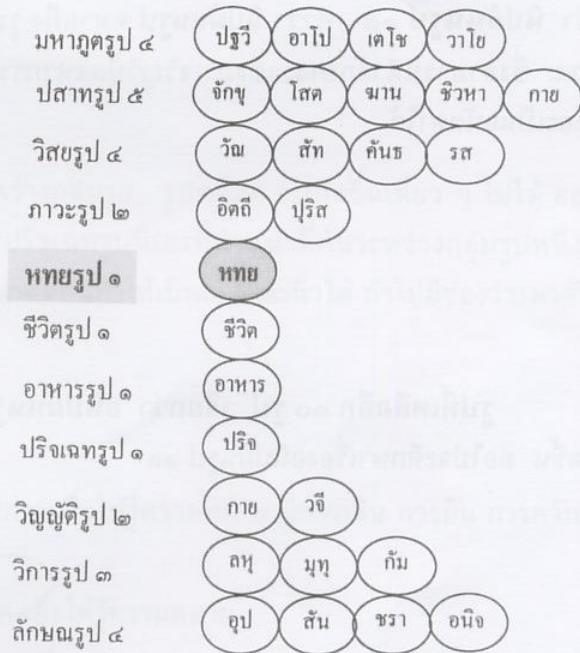 มหาภูตรูป ๔ ปฐวี อาโป เตโช วาโย
ปสาทรูป ๕ จักขุ โสต ฆาน ชิวหา กาย
วิสยรูป ๔ วัณ สัท คันธ รส
ภาวะรูป ๒ อิตถี ปุริส
หทยรูป ๑ หทย
ชีวิตรูป ๑ ชีวิต
อาหารรูป ๑ อาหาร
ปริจเฉทรูป ๑ ปริจ
วิญญัติรูป ๒ กาย วจี
วิการรูป ๓ ลหุ มุทุ กัม
ลักษณรูป ๔ อุป สัน ชรา อนิจ